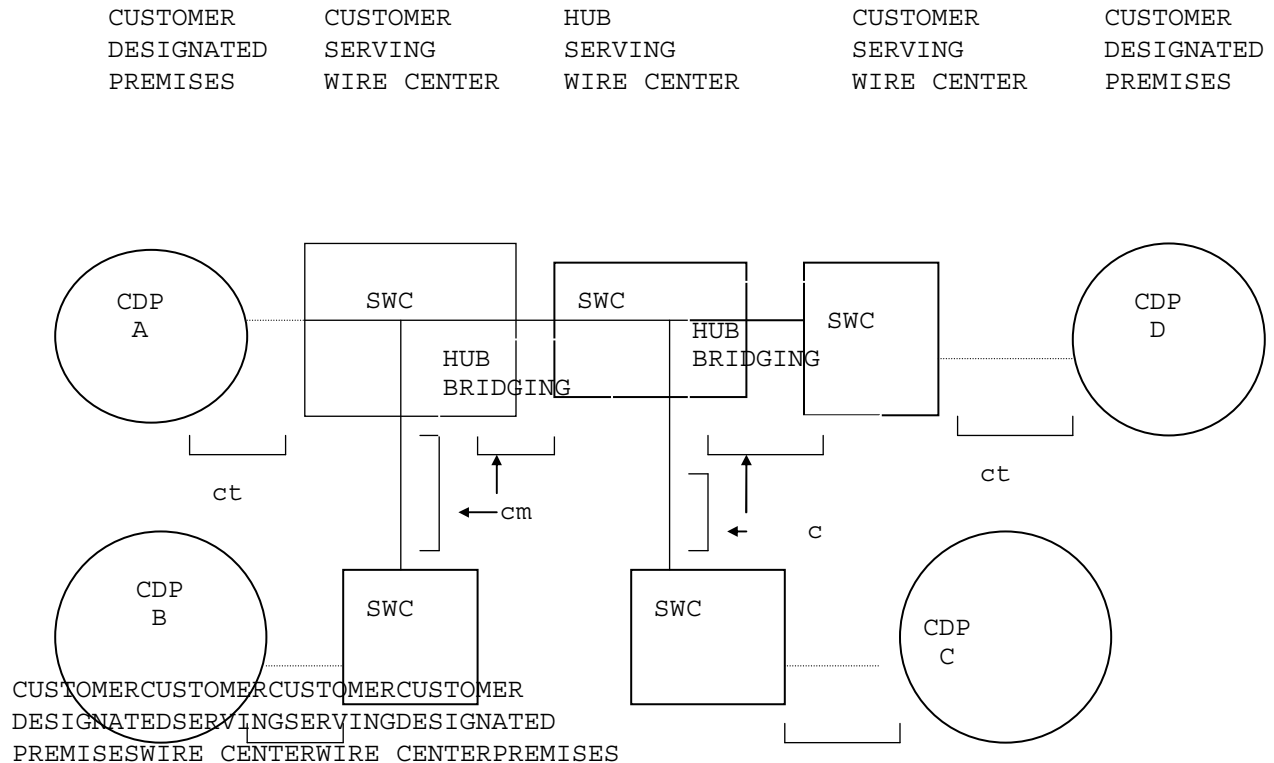 CUSTOMER CUSTOMER HUB CUSTOMER CUSTOMER
DESIGNATED SERVING SERVING SERVING DESIGNATED
PREMISES WIRE CENTER WIRE CENTER WIRE CENTER PREMISES
CDP
A
SWC
HUB
BRIDGING
SWC
HUB
BRIDGING
SWC
CDP
D
ct
cm
c
ct
CDP
B
SWC
SWC
CDP
C
CUSTOMERCUSTOMERCUSTOMERCUSTOMER
DESIGNATEDSERVINGSERVINGDESIGNATED
PREMISESWIRE CENTERWIRE CENTERPREMISES